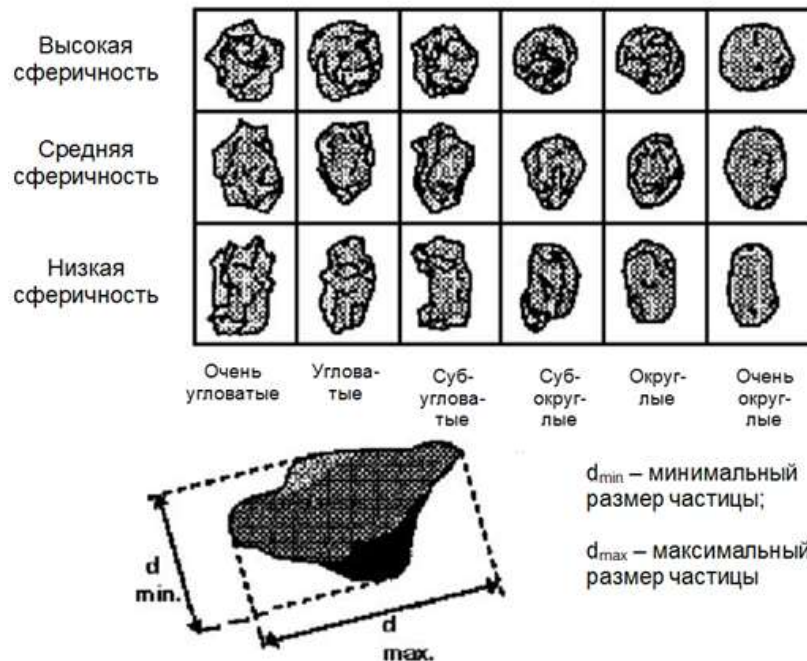 Высокая
сферичность
Средняя
сферичность
Низкая
сферичность
Очень
угловатые
Углова-
тые
Суб-
углова-
тые
Суб-
округ-
лые
Округ-
лые
Очень
округ-
лые
d
min.
d
max.
dmin – минимальный
размер частицы;
dmax – максимальный
размер частицы